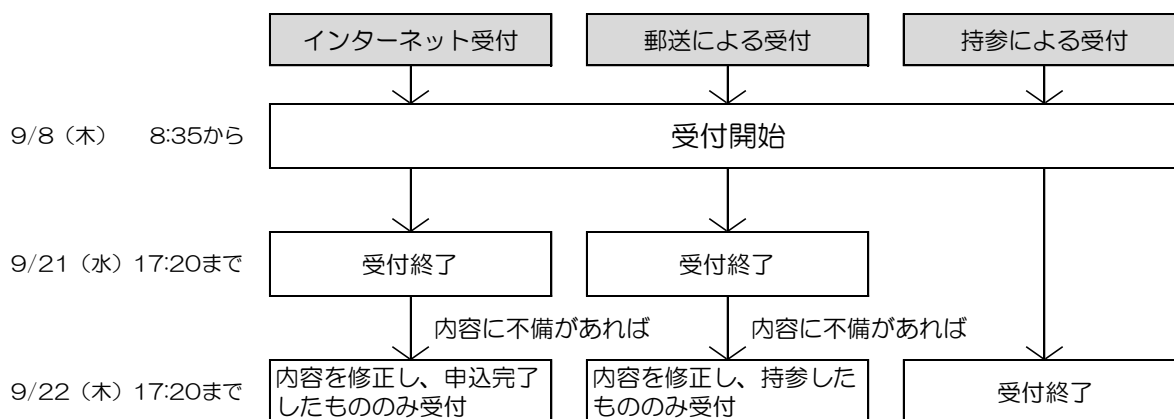 インターネット受付
郵送による受付
持参による受付
9/8（木）　8:35から
受付開始
9/21（水）17:20まで
受付終了
受付終了
内容に不備があれば
内容に不備があれば
9/22（木）17:20まで
内容を修正し、申込完了
したもののみ受付
内容を修正し、持参した
もののみ受付
受付終了